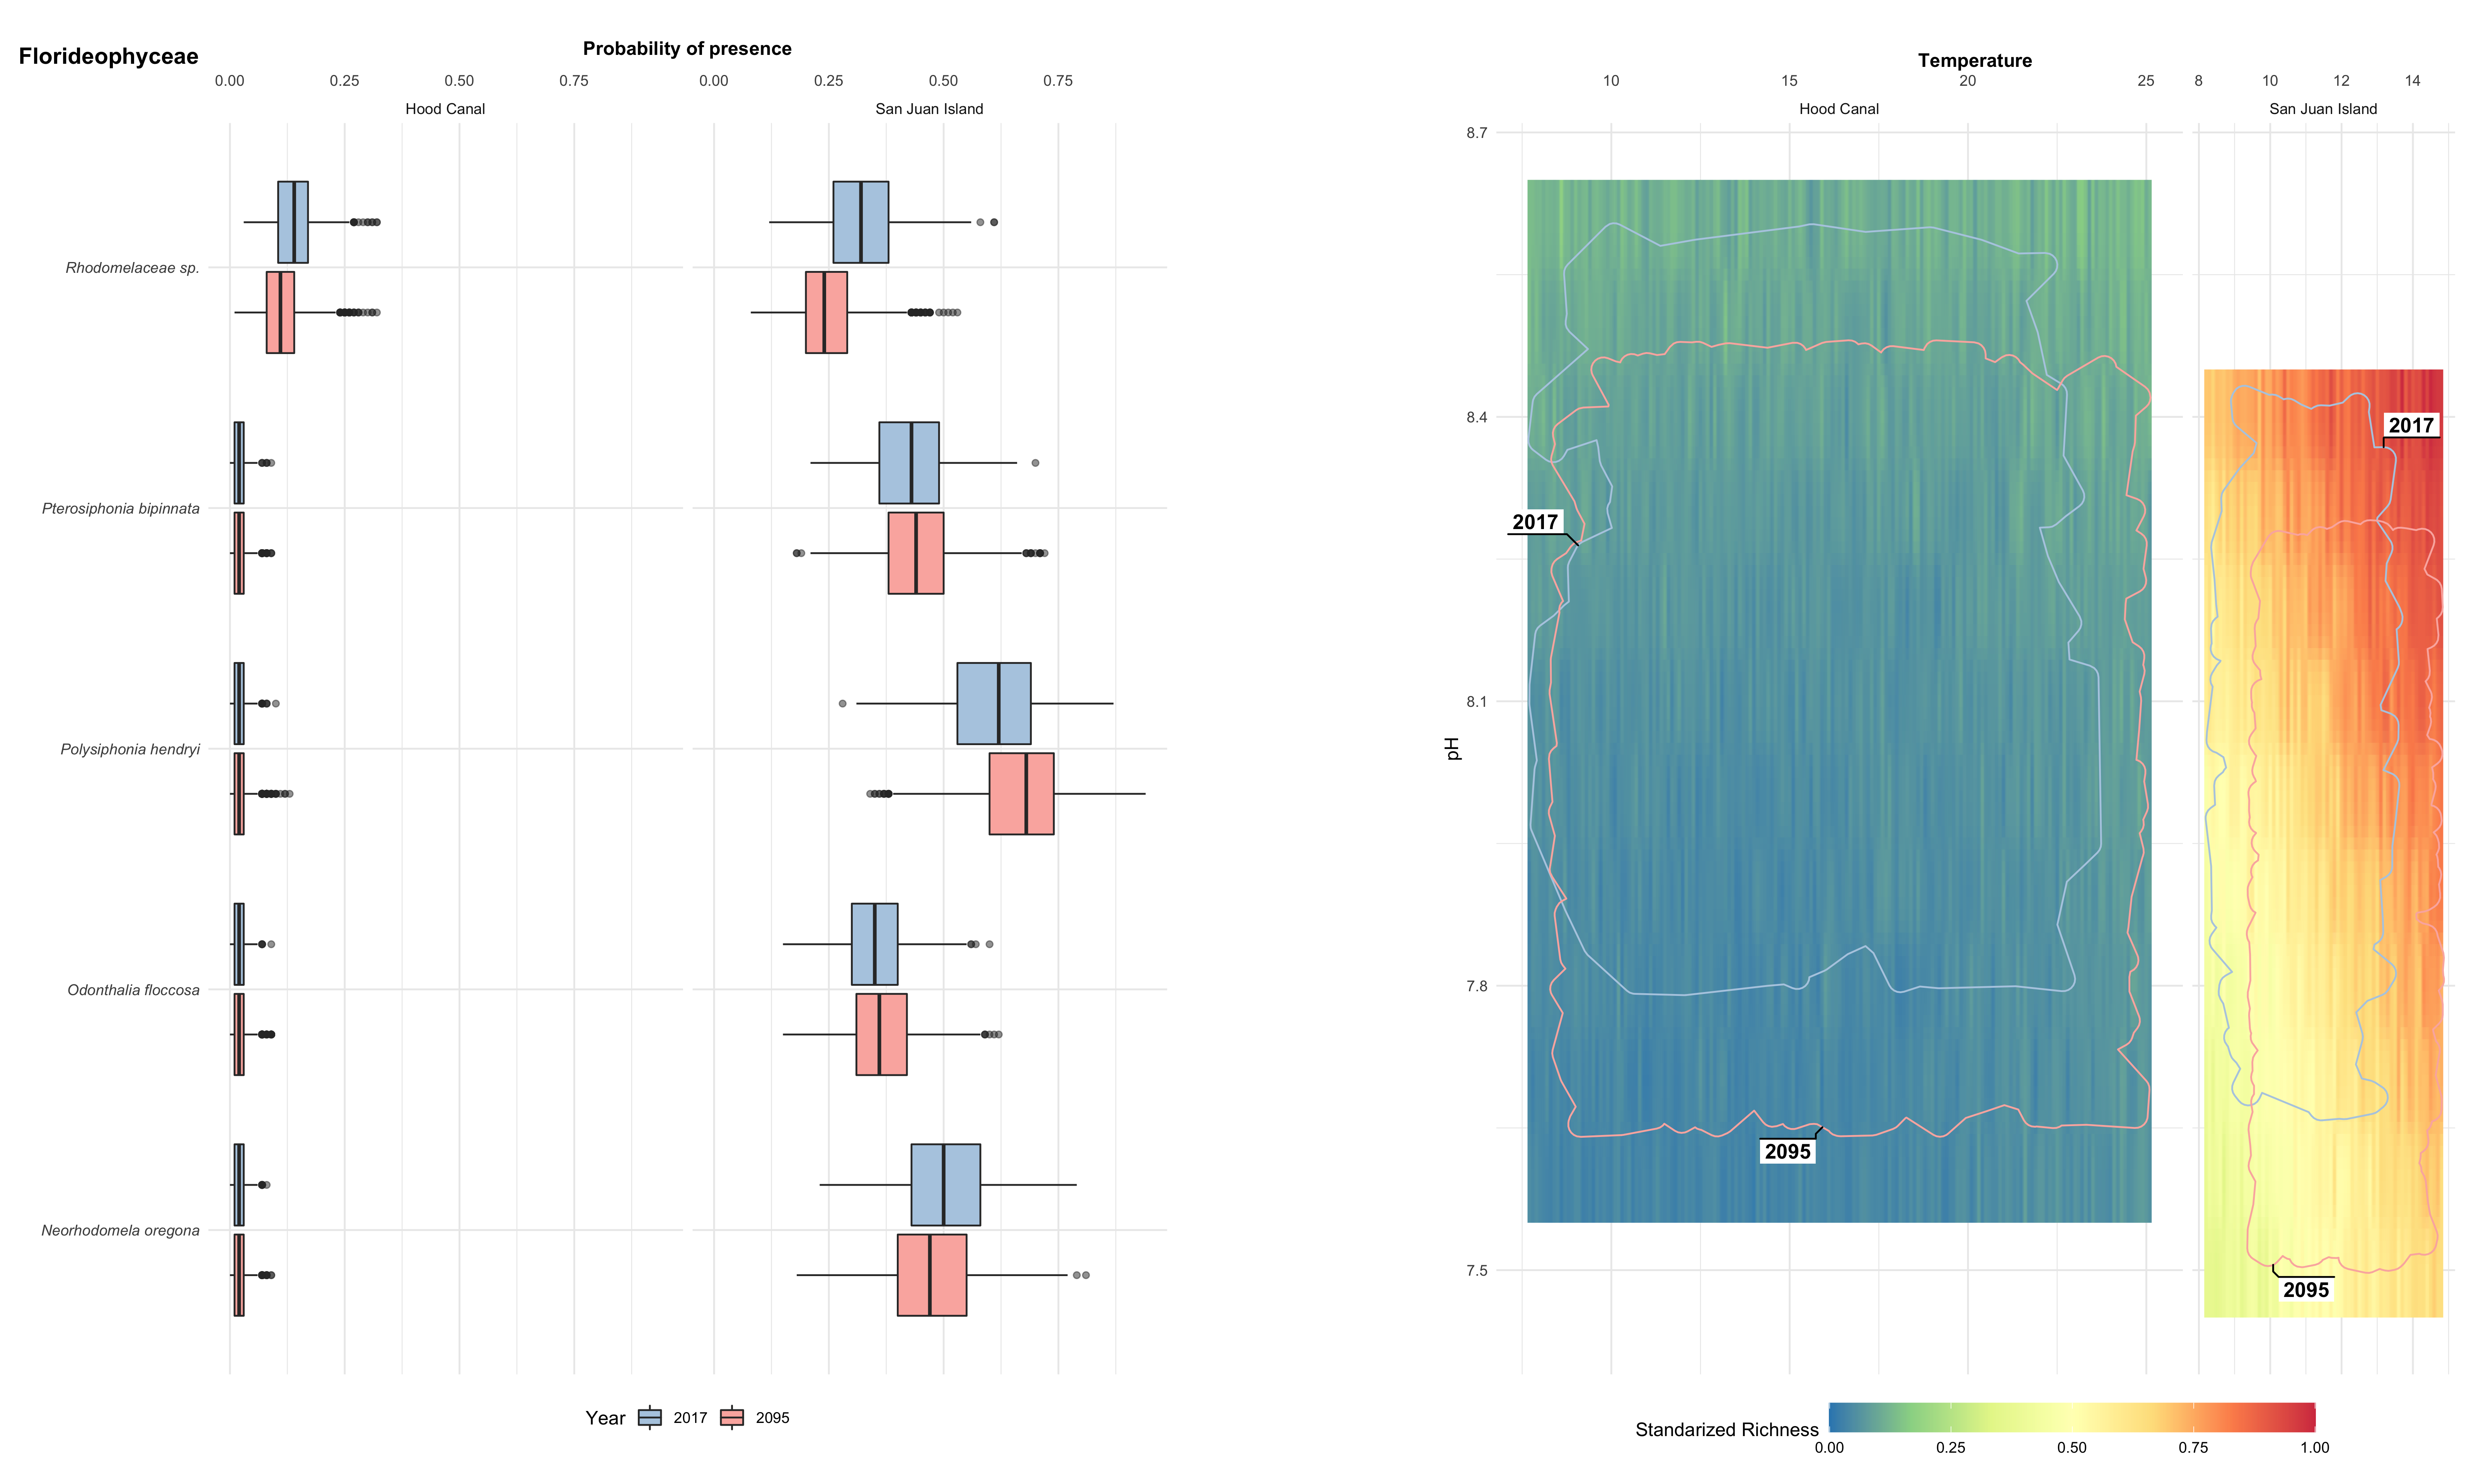 Florideophyceae
Probability of presence
0.00 0.25 0.50 0.75 0.00 0.25 0.50 0.75
Hood Canal San Juan Island
Rhodomelaceae sp.
Pterosiphonia bipinnata
Polysiphonia hendryi
Odonthalia floccosa
Neorhodomela oregona
Year 2017 2095
Temperature
10 15 20 25 8 10 12 14
Hood Canal San Juan Island
pH
8.7
8.4
8.1
7.8
7.5
2017
2017
2095
2095
Standarized Richness
0.00 0.25 0.50 0.75 1.00